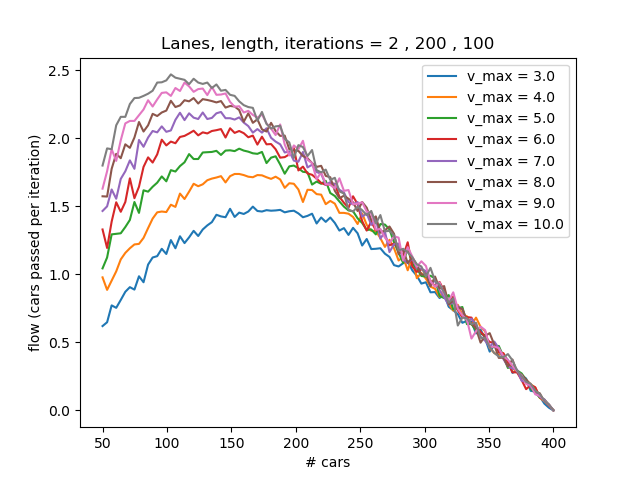 Lanes, length, iterations = 2 , 200 , 100
flow (cars passed per iteration)
2.5
2.0
1.5
1.0
0.5
0.0
v_max = 3.0
v_max = 4.0
v_max = 5.0
v_max = 6.0
v_max = 7.0
v_max = 8.0
v_max = 9.0
v_max = 10.0
50 100 150 200 250 300 350 400
# cars